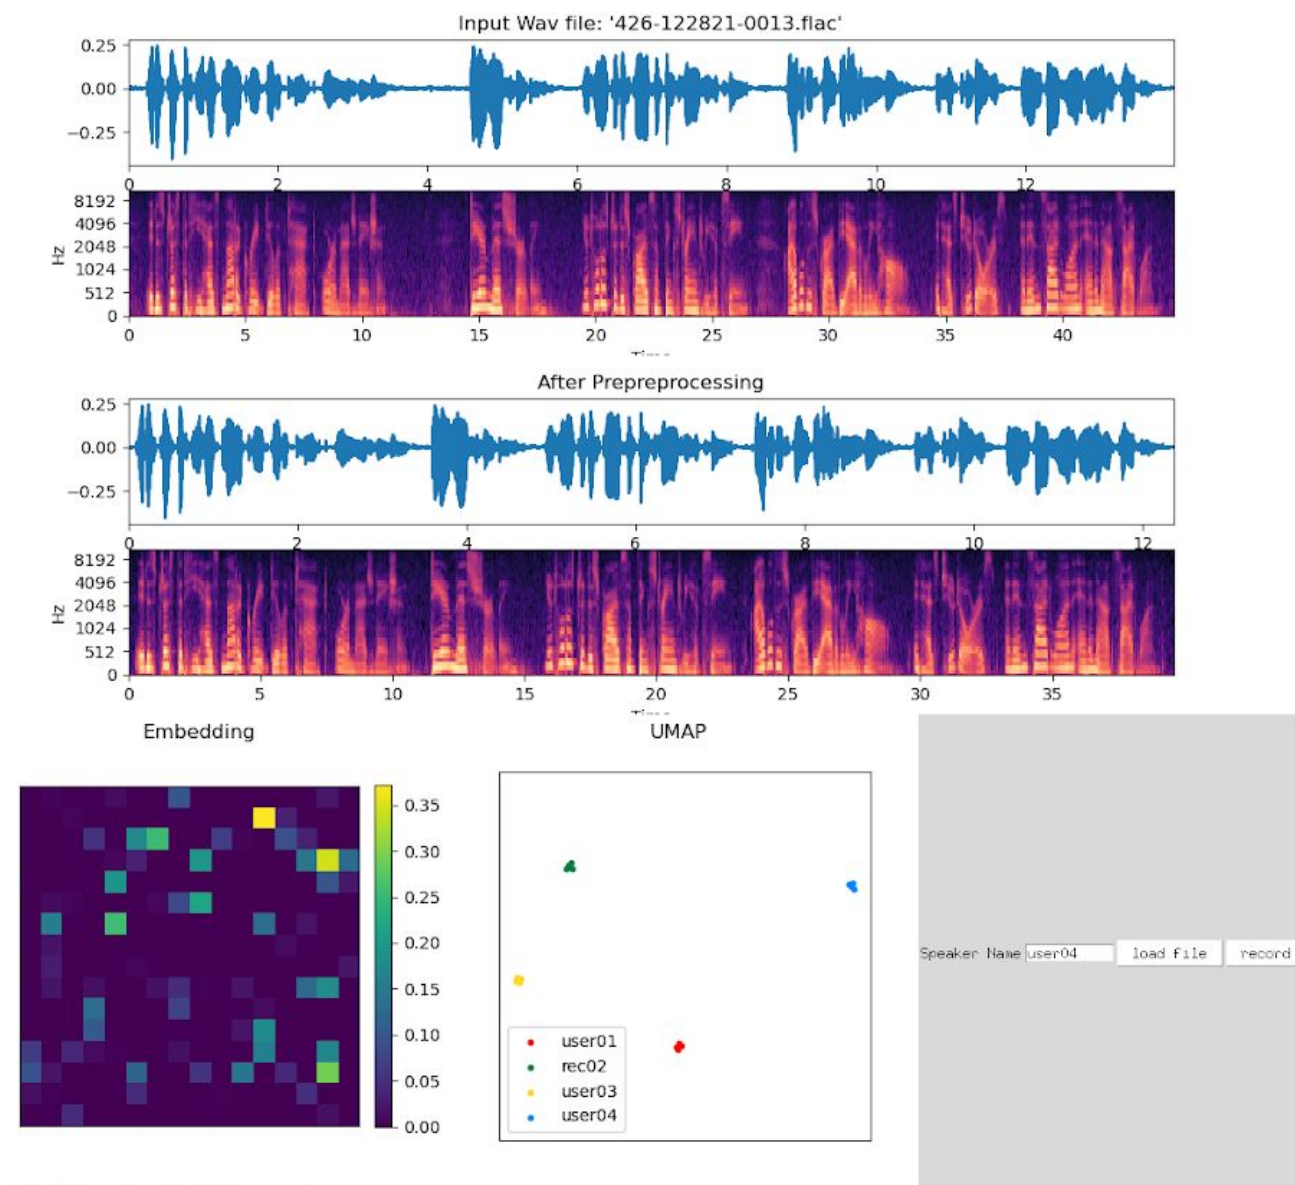 Input Wav file: '426-122821-0013.flac'
0.25
0.00
−0.25
0 2 4 6 8 10 12
8192
4096
2048
1024
512
0
Hz
0 5 10 15 20 25 30 35 40
After Prepreprocessing
0.25
0.00
−0.25
0 2 4 6 8 10 12
8192
4096
2048
1024
512
0
Hz
0 5 10 15 20 25 30 35
Embedding
0.35
0.30
0.25
0.20
0.15
0.10
0.05
0.00
UMAP
user01
rec02
user03
user04
Speaker Name user04 load file record